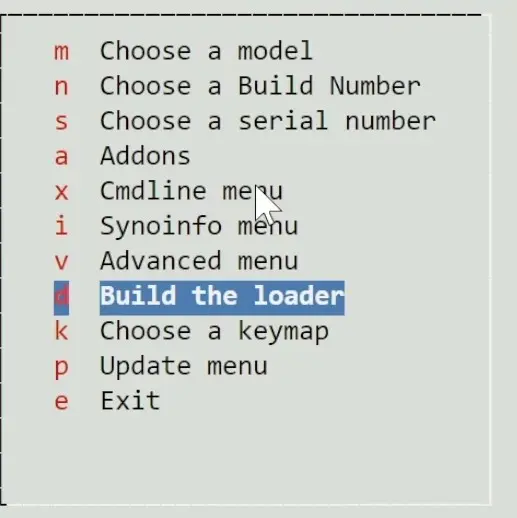 m Choose a model
n Choose a Build Number
s Choose a serial number
a Addons
x Cmdline menu
i Synoinfo menu
v Advanced menu
d Build the loader
k Choose a keymap
p Update menu
e Exit